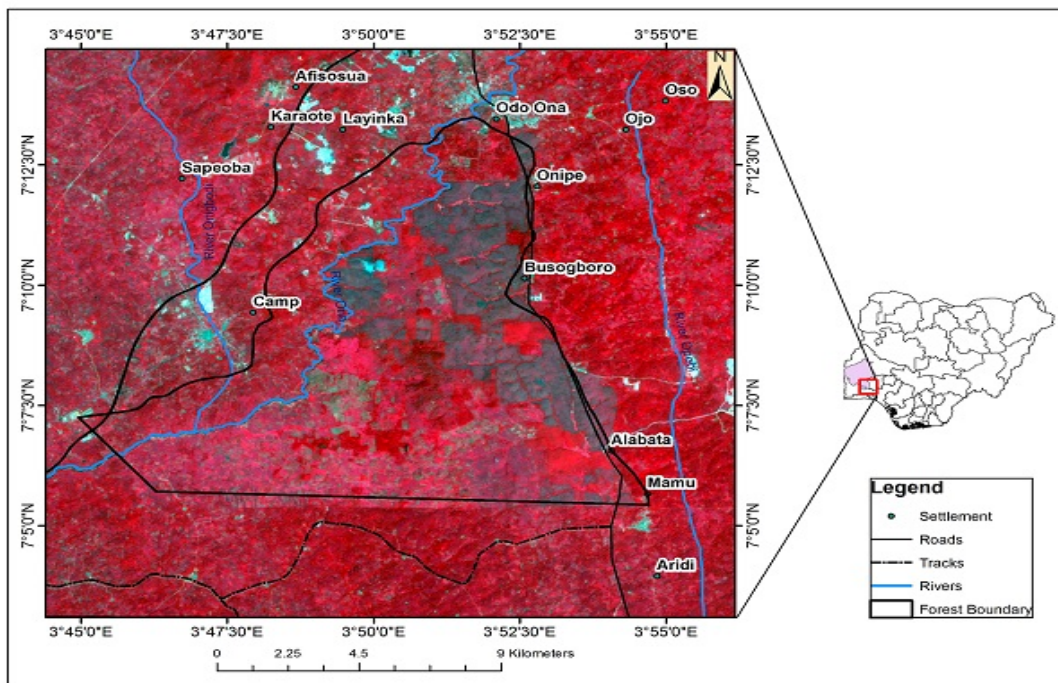 3°45'0"E 3°47'30"E 3°50'0"E 3°52'30"E 3°55'0"E
N
Afisosua
Oso
Odo Ona
Karaote
Layinka
Ojo
7°12'30"N
7°12'30"N
Sapeoba
Onipe
River
Busogboro
7°10'0"N
7°10'0"N
Camp
River
River
7°7'30"N
7°7'30"N
Alabata
Mamu
7°5'0"N
7°5'0"N
Aridi
3°45'0"E 3°47'30"E 3°50'0"E 3°52'30"E 3°55'0"E
0 2.25 4.5 9 Kilometers
Legend
Settlement
Roads
Tracks
Rivers
Forest Boundary